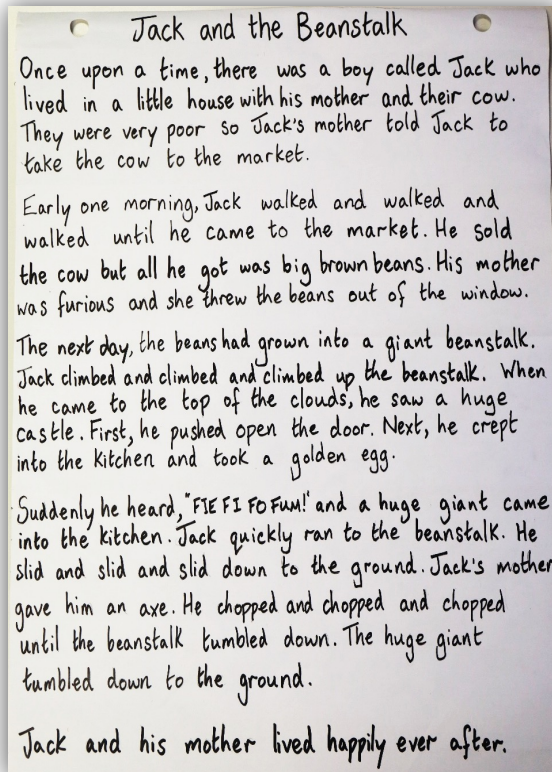 Jack and the Beanstalk
Once upon a time, there was a boy called Jack who
lived in a little house with his mother and their cow.
They were very poor so Jack's mother told Jack to
take the cow to the market.
Early one morning, Jack walked and walked and
walked until he came to the market. He sold
the cow but all he got was big brown beans. His mother
was furious and she threw the beans out of the window.
The next day, the beans had grown into a giant beanstalk.
Jack climbed and climbed and climbed up the beanstalk. When
he came to the top of the clouds, he saw a huge
castle. First, he pushed open the door. Next, he crept
into the kitchen and took a golden egg.
Suddenly he heard, "FIE FI FO FUM!" and a huge giant came
into the kitchen. Jack quickly ran to the beanstalk. He
slid and slid and slid down to the ground. Jack's mother
gave him an axe. He chopped and chopped and chopped
until the beanstalk tumbled down. The huge giant
tumbled down to the ground.
Jack and his mother lived happily ever after.